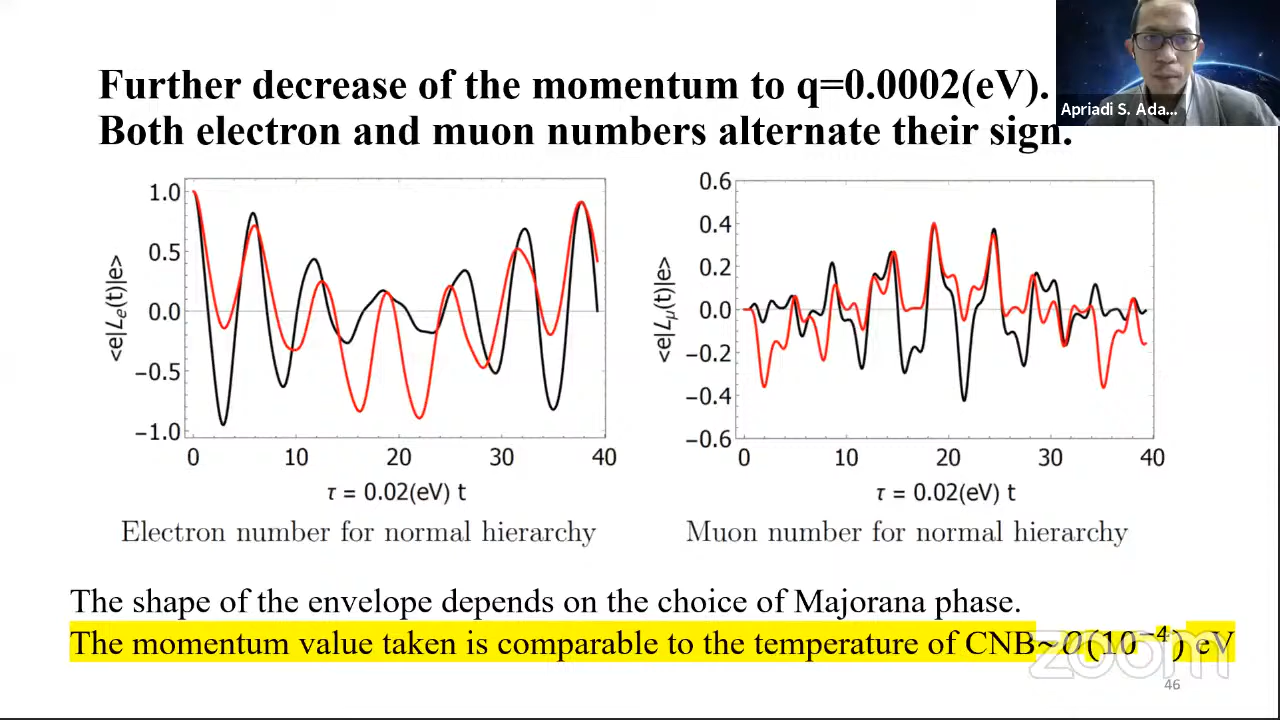 Further decrease of the momentum to q=0.0002(eV).
Both electron and muon numbers alternate their sign.
Apriadi S. Ada...
<e|Lₑ(t)|e>
1.0
0.5
0.0
−0.5
−1.0
0 10 20 30 40
τ = 0.02(eV) t
Electron number for normal hierarchy
<e|L_μ(t)|e>
0.6
0.4
0.2
0.0
−0.2
−0.4
−0.6
0 10 20 30 40
τ = 0.02(eV) t
Muon number for normal hierarchy
The shape of the envelope depends on the choice of Majorana phase.
The momentum value taken is comparable to the temperature of CNB~O(10⁻⁴) eV
zoom
46